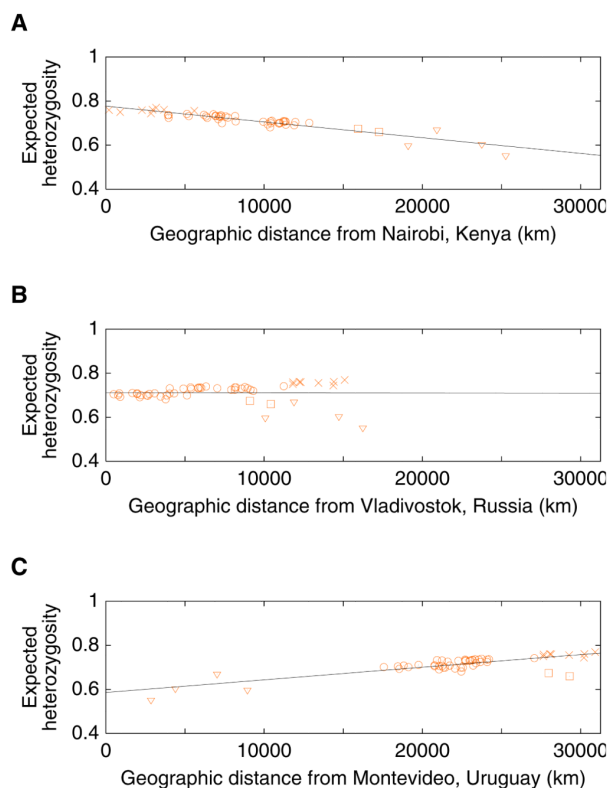 A
Expected
heterozygosity
1
0.8
0.6
0.4
0
10000
20000
30000
Geographic distance from Nairobi, Kenya (km)
B
Expected
heterozygosity
1
0.8
0.6
0.4
0
10000
20000
30000
Geographic distance from Vladivostok, Russia (km)
C
Expected
heterozygosity
1
0.8
0.6
0.4
0
10000
20000
30000
Geographic distance from Montevideo, Uruguay (km)